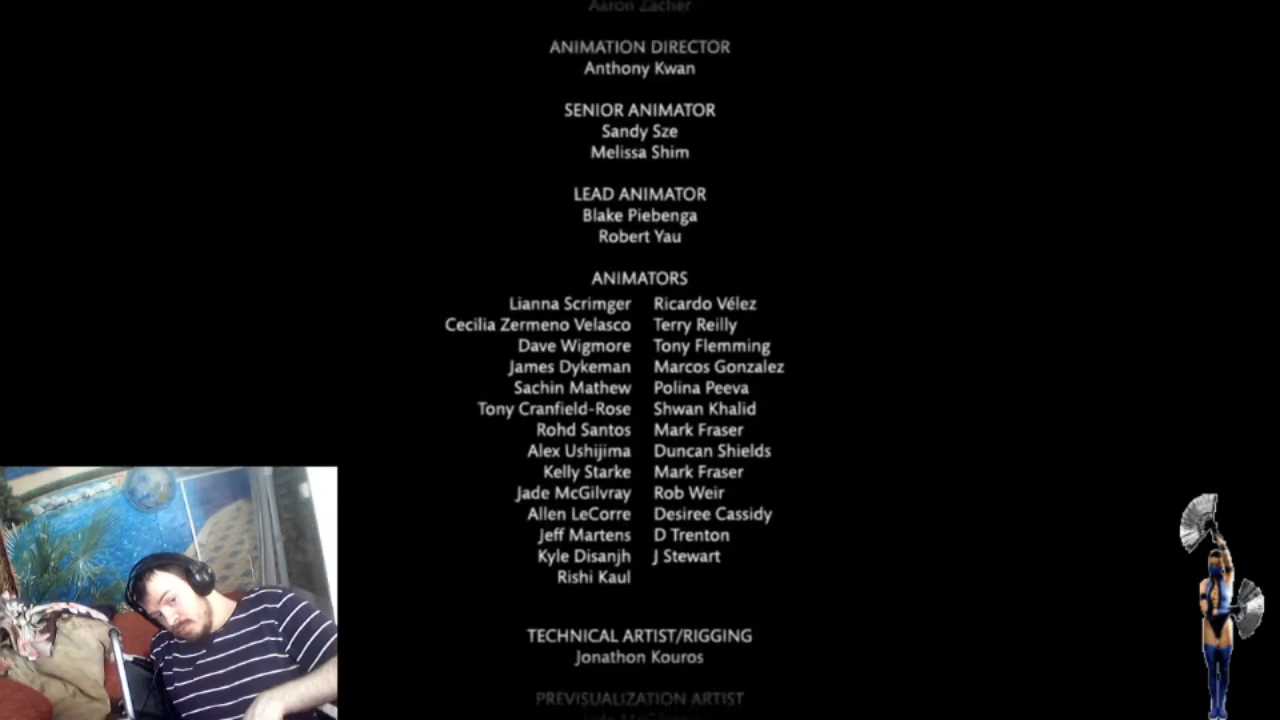 Aaron Zacher
ANIMATION DIRECTOR
Anthony Kwan
SENIOR ANIMATOR
Sandy Sze
Melissa Shim
LEAD ANIMATOR
Blake Piebenga
Robert Yau
ANIMATORS
Lianna Scrimger Ricardo Vélez
Cecilia Zermeno Velasco Terry Reilly
Dave Wigmore Tony Flemming
James Dykeman Marcos Gonzalez
Sachin Mathew Polina Peeva
Tony Cranfield-Rose Shwan Khalid
Rohd Santos Mark Fraser
Alex Ushijima Duncan Shields
Kelly Starke Mark Fraser
Jade McGilvray Rob Weir
Allen LeCorre Desiree Cassidy
Jeff Martens D Trenton
Kyle Disanjh J Stewart
Rishi Kaul
TECHNICAL ARTIST/RIGGING
Jonathon Kouros
PREVISUALIZATION ARTIST